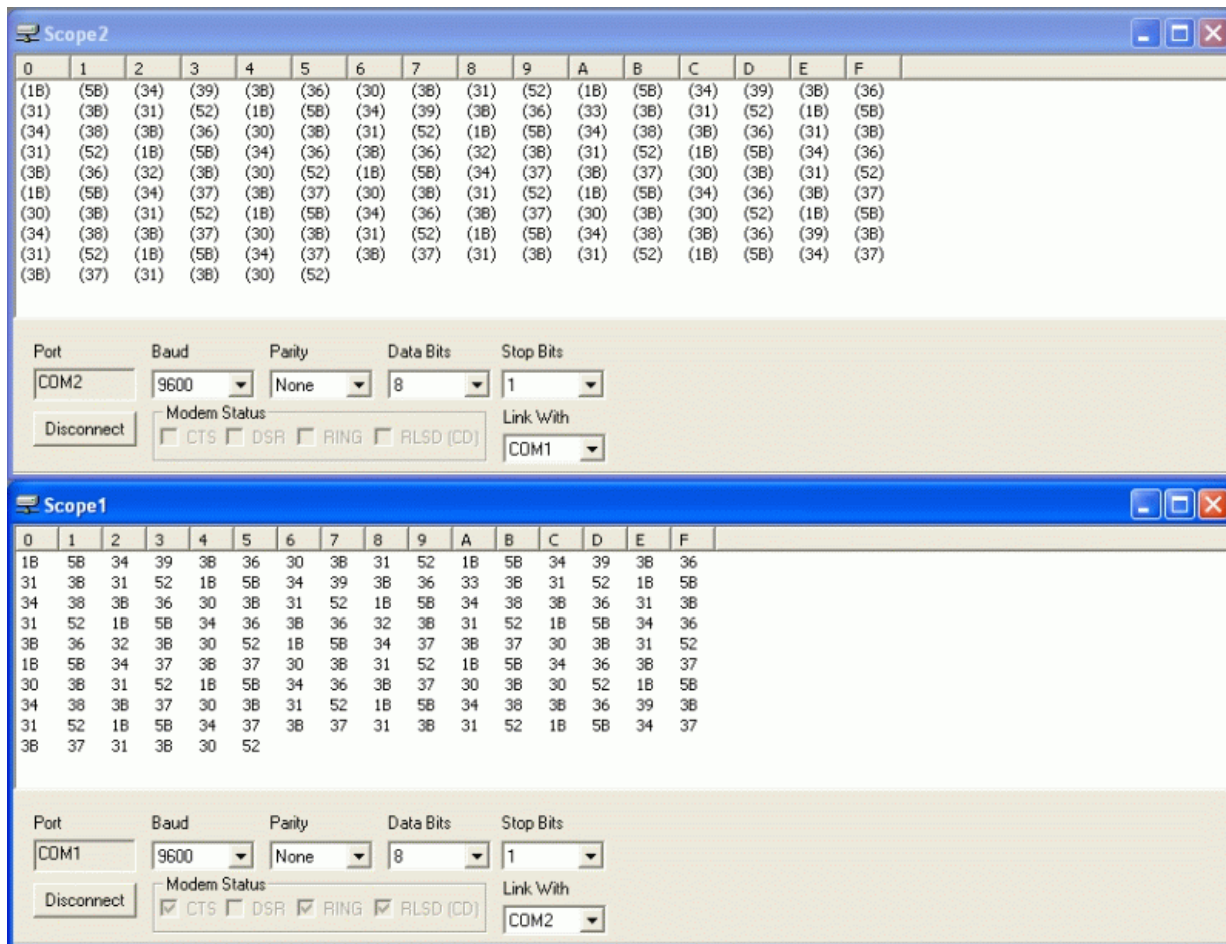 Scope2
0 1 2 3 4 5 6 7 8 9 A B C D E F
(1B) (5B) (34) (39) (3B) (36) (30) (3B) (31) (52) (1B) (5B) (34) (39) (3B) (36)
(31) (3B) (31) (52) (1B) (5B) (34) (39) (3B) (36) (33) (3B) (31) (52) (1B) (5B)
(34) (38) (3B) (36) (30) (3B) (31) (52) (1B) (5B) (34) (38) (3B) (36) (31) (3B)
(31) (52) (1B) (5B) (34) (36) (3B) (36) (32) (3B) (31) (52) (1B) (5B) (34) (36)
(3B) (36) (32) (3B) (30) (52) (1B) (5B) (34) (37) (3B) (37) (30) (3B) (31) (52)
(1B) (5B) (34) (37) (3B) (37) (30) (3B) (31) (52) (1B) (5B) (34) (36) (3B) (37)
(30) (3B) (31) (52) (1B) (5B) (34) (36) (3B) (37) (30) (3B) (30) (52) (1B) (5B)
(34) (38) (3B) (37) (30) (3B) (31) (52) (1B) (5B) (34) (38) (3B) (36) (39) (3B)
(31) (52) (1B) (5B) (34) (37) (3B) (37) (31) (3B) (31) (52) (1B) (5B) (34) (37)
(3B) (37) (31) (3B) (30) (52)
Port Baud Parity Data Bits Stop Bits
COM2 9600 None 8 1
Disconnect Modem Status Link With
CTS DSR RING RLSD (CD) COM1
Scope1
0 1 2 3 4 5 6 7 8 9 A B C D E F
1B 5B 34 39 3B 36 30 3B 31 52 1B 5B 34 39 3B 36
31 3B 31 52 1B 5B 34 39 3B 36 33 3B 31 52 1B 5B
34 38 3B 36 30 3B 31 52 1B 5B 34 38 3B 36 31 3B
31 52 1B 5B 34 36 3B 36 32 3B 31 52 1B 5B 34 36
3B 36 32 3B 30 52 1B 5B 34 37 3B 37 30 3B 31 52
1B 5B 34 37 3B 37 30 3B 31 52 1B 5B 34 36 3B 37
30 3B 31 52 1B 5B 34 36 3B 37 30 3B 30 52 1B 5B
34 38 3B 37 30 3B 31 52 1B 5B 34 38 3B 36 39 3B
31 52 1B 5B 34 37 3B 37 31 3B 31 52 1B 5B 34 37
3B 37 31 3B 30 52
Port Baud Parity Data Bits Stop Bits
COM1 9600 None 8 1
Disconnect Modem Status Link With
CTS DSR RING RLSD (CD) COM2